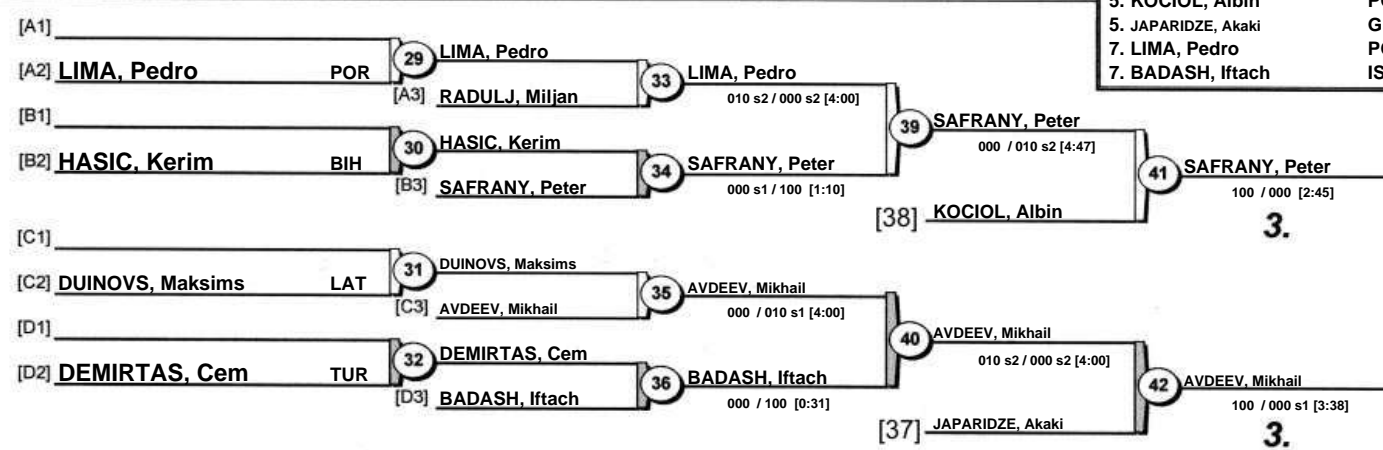 5. KOCIOL, Albin
5. JAPARIDZE, Akaki G
7. LIMA, Pedro
7. BADASH, Iftach IS
[A1]
[A2] LIMA, Pedro POR
29 LIMA, Pedro
[A3] RADULJ, Miljan
33 LIMA, Pedro
010 s2 / 000 s2 [4:00]
[B1]
[B2] HASIC, Kerim BIH
30 HASIC, Kerim
[B3] SAFRANY, Peter
34 SAFRANY, Peter
000 s1 / 100 [1:10]
39 SAFRANY, Peter
000 / 010 s2 [4:47]
[38] KOCIOL, Albin
41 SAFRANY, Peter
100 / 000 [2:45]
3.
[C1]
[C2] DUINOVS, Maksims LAT
31 DUINOVS, Maksims
[C3] AVDEEV, Mikhail
35 AVDEEV, Mikhail
000 / 010 s1 [4:00]
[D1]
[D2] DEMIRTAS, Cem TUR
32 DEMIRTAS, Cem
[D3] BADASH, Iftach
36 BADASH, Iftach
000 / 100 [0:31]
40 AVDEEV, Mikhail
010 s2 / 000 s2 [4:00]
[37] JAPARIDZE, Akaki
42 AVDEEV, Mikhail
100 / 000 s1 [3:38]
3.